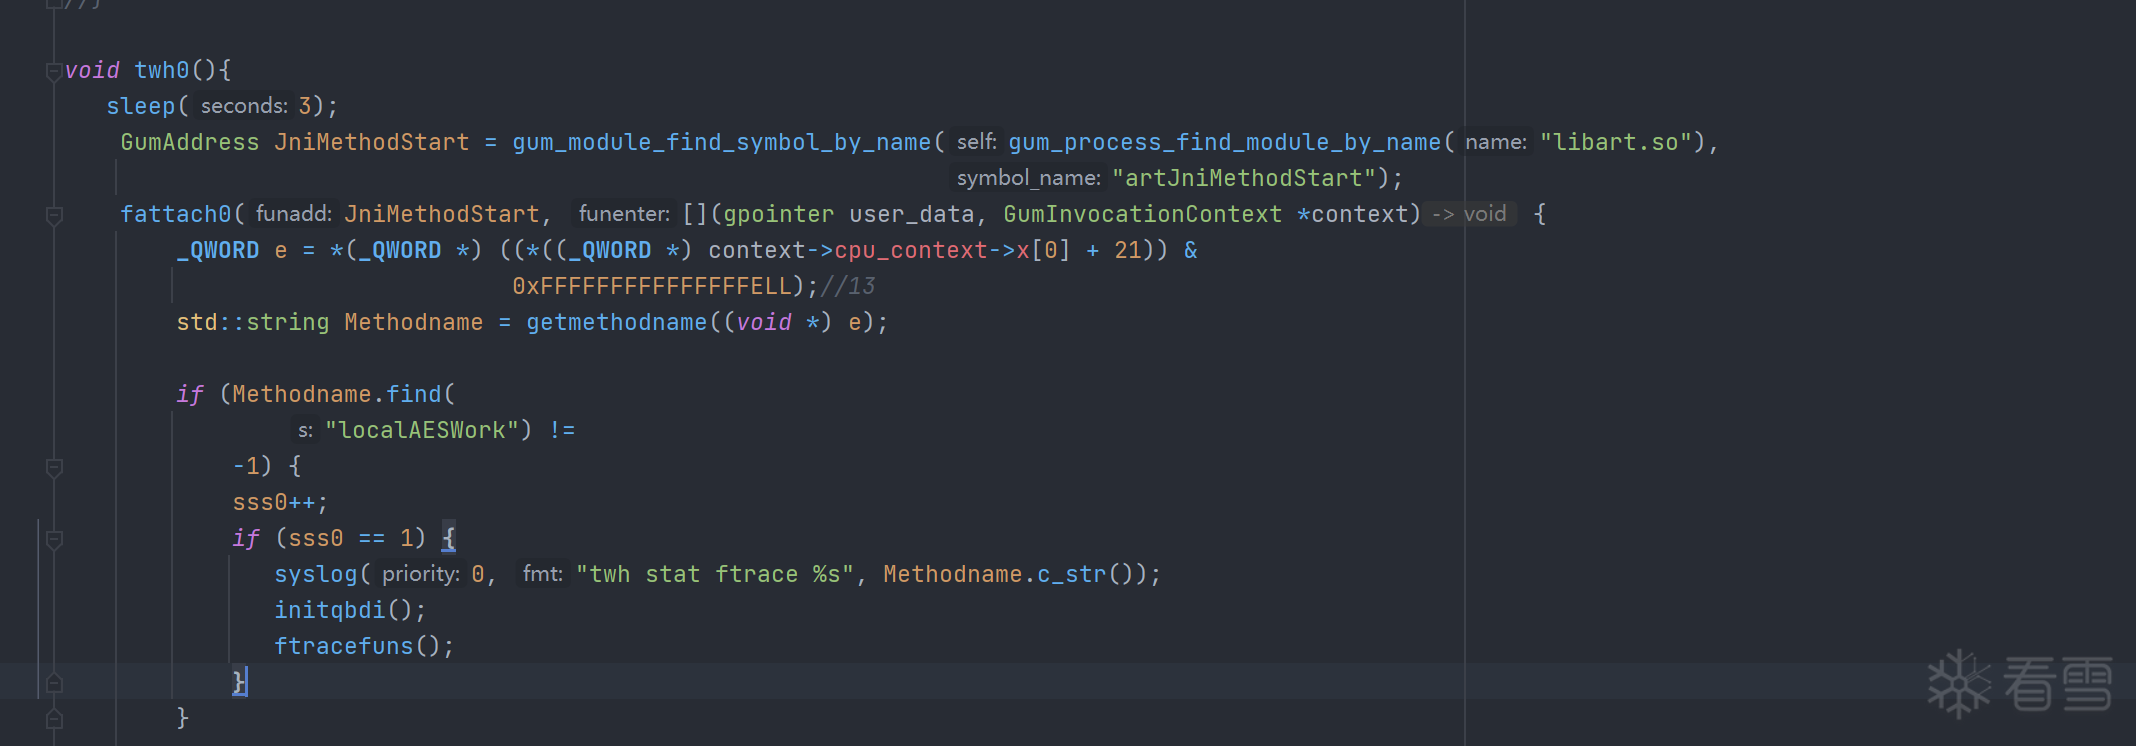 //}
void twh0(){
sleep( seconds: 3);
GumAddress JniMethodStart = gum_module_find_symbol_by_name( self: gum_process_find_module_by_name( name: "libart.so"),
symbol_name: "artJniMethodStart");
fattach0( funadd: JniMethodStart, funenter: [](gpointer user_data, GumInvocationContext *context) -> void {
_QWORD e = *(_QWORD *) ((*((_QWORD *) context->cpu_context->x[0] + 21)) &
0xFFFFFFFFFFFFFFFELL);//13
std::string Methodname = getmethodname((void *) e);
if (Methodname.find(
s: "localAESWork") !=
-1) {
sss0++;
if (sss0 == 1) {
syslog( priority: 0, fmt: "twh stat ftrace %s", Methodname.c_str());
initqbdi();
ftracefuns();
}
}
看雪